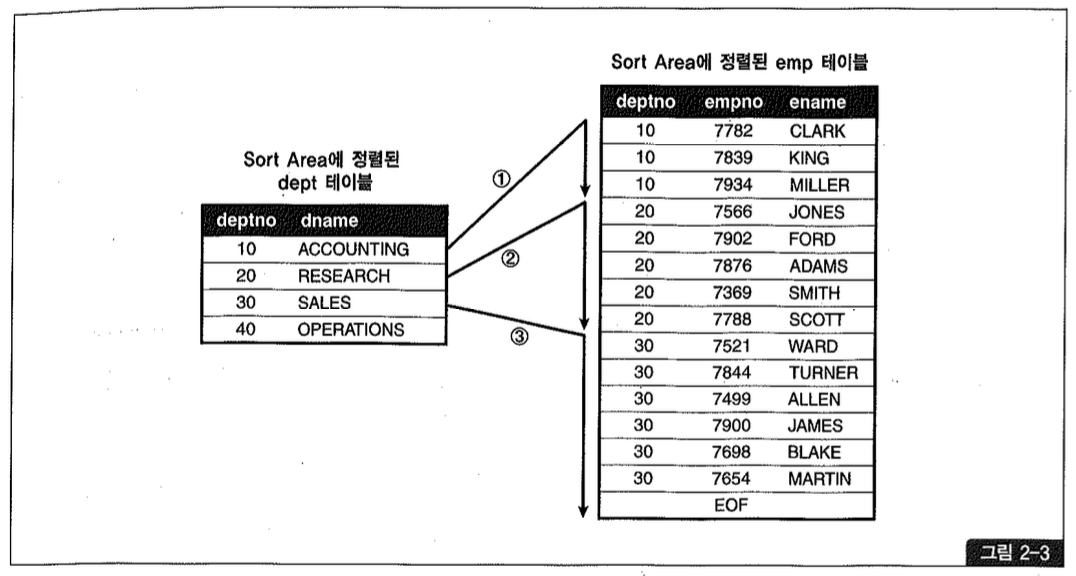 Sort Area에 정렬된 emp 테이블
deptno empno ename
10 7782 CLARK
10 7839 KING
10 7934 MILLER
20 7566 JONES
20 7902 FORD
20 7876 ADAMS
20 7369 SMITH
20 7788 SCOTT
30 7521 WARD
30 7844 TURNER
30 7499 ALLEN
30 7900 JAMES
30 7698 BLAKE
30 7654 MARTIN
EOF
Sort Area에 정렬된
dept 테이블
deptno dname
10 ACCOUNTING
20 RESEARCH
30 SALES
40 OPERATIONS
①
②
③
그림 2-3